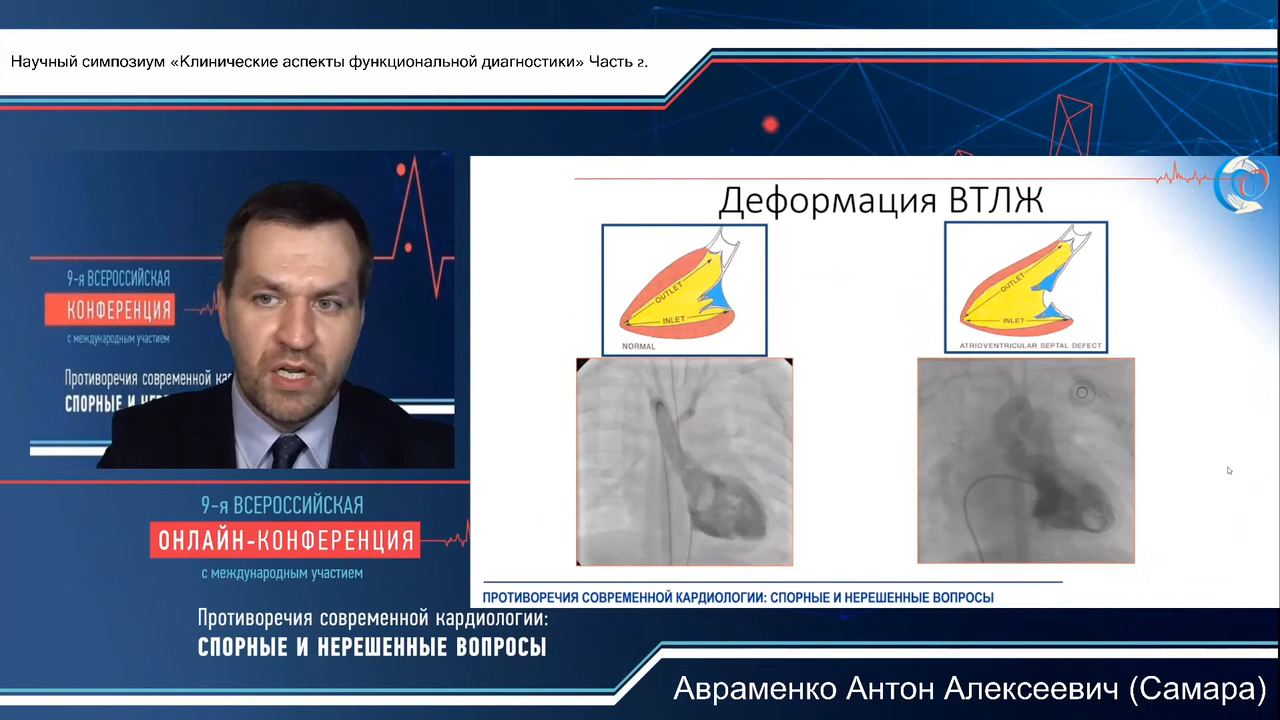 Научный симпозиум «Клинические аспекты функциональной диагностики» Часть 2.
9-я ВСЕРОССИЙСКАЯ
КОНФЕРЕНЦИЯ
с международным участием
Противоречия современной
СПОРНЫЕ И
Деформация ВТЛЖ
OUTLET
INLET
NORMAL
OUTLET
INLET
ATRIOVENTRICULAR SEPTAL DEFECT
ПРОТИВОРЕЧИЯ СОВРЕМЕННОЙ КАРДИОЛОГИИ: СПОРНЫЕ И НЕРЕШЕННЫЕ ВОПРОСЫ
9-я ВСЕРОССИЙСКАЯ
ОНЛАЙН-КОНФЕРЕНЦИЯ
с международным участием
Противоречия современной кардиологии:
СПОРНЫЕ И НЕРЕШЕННЫЕ ВОПРОСЫ
Авраменко Антон Алексеевич (Самара)